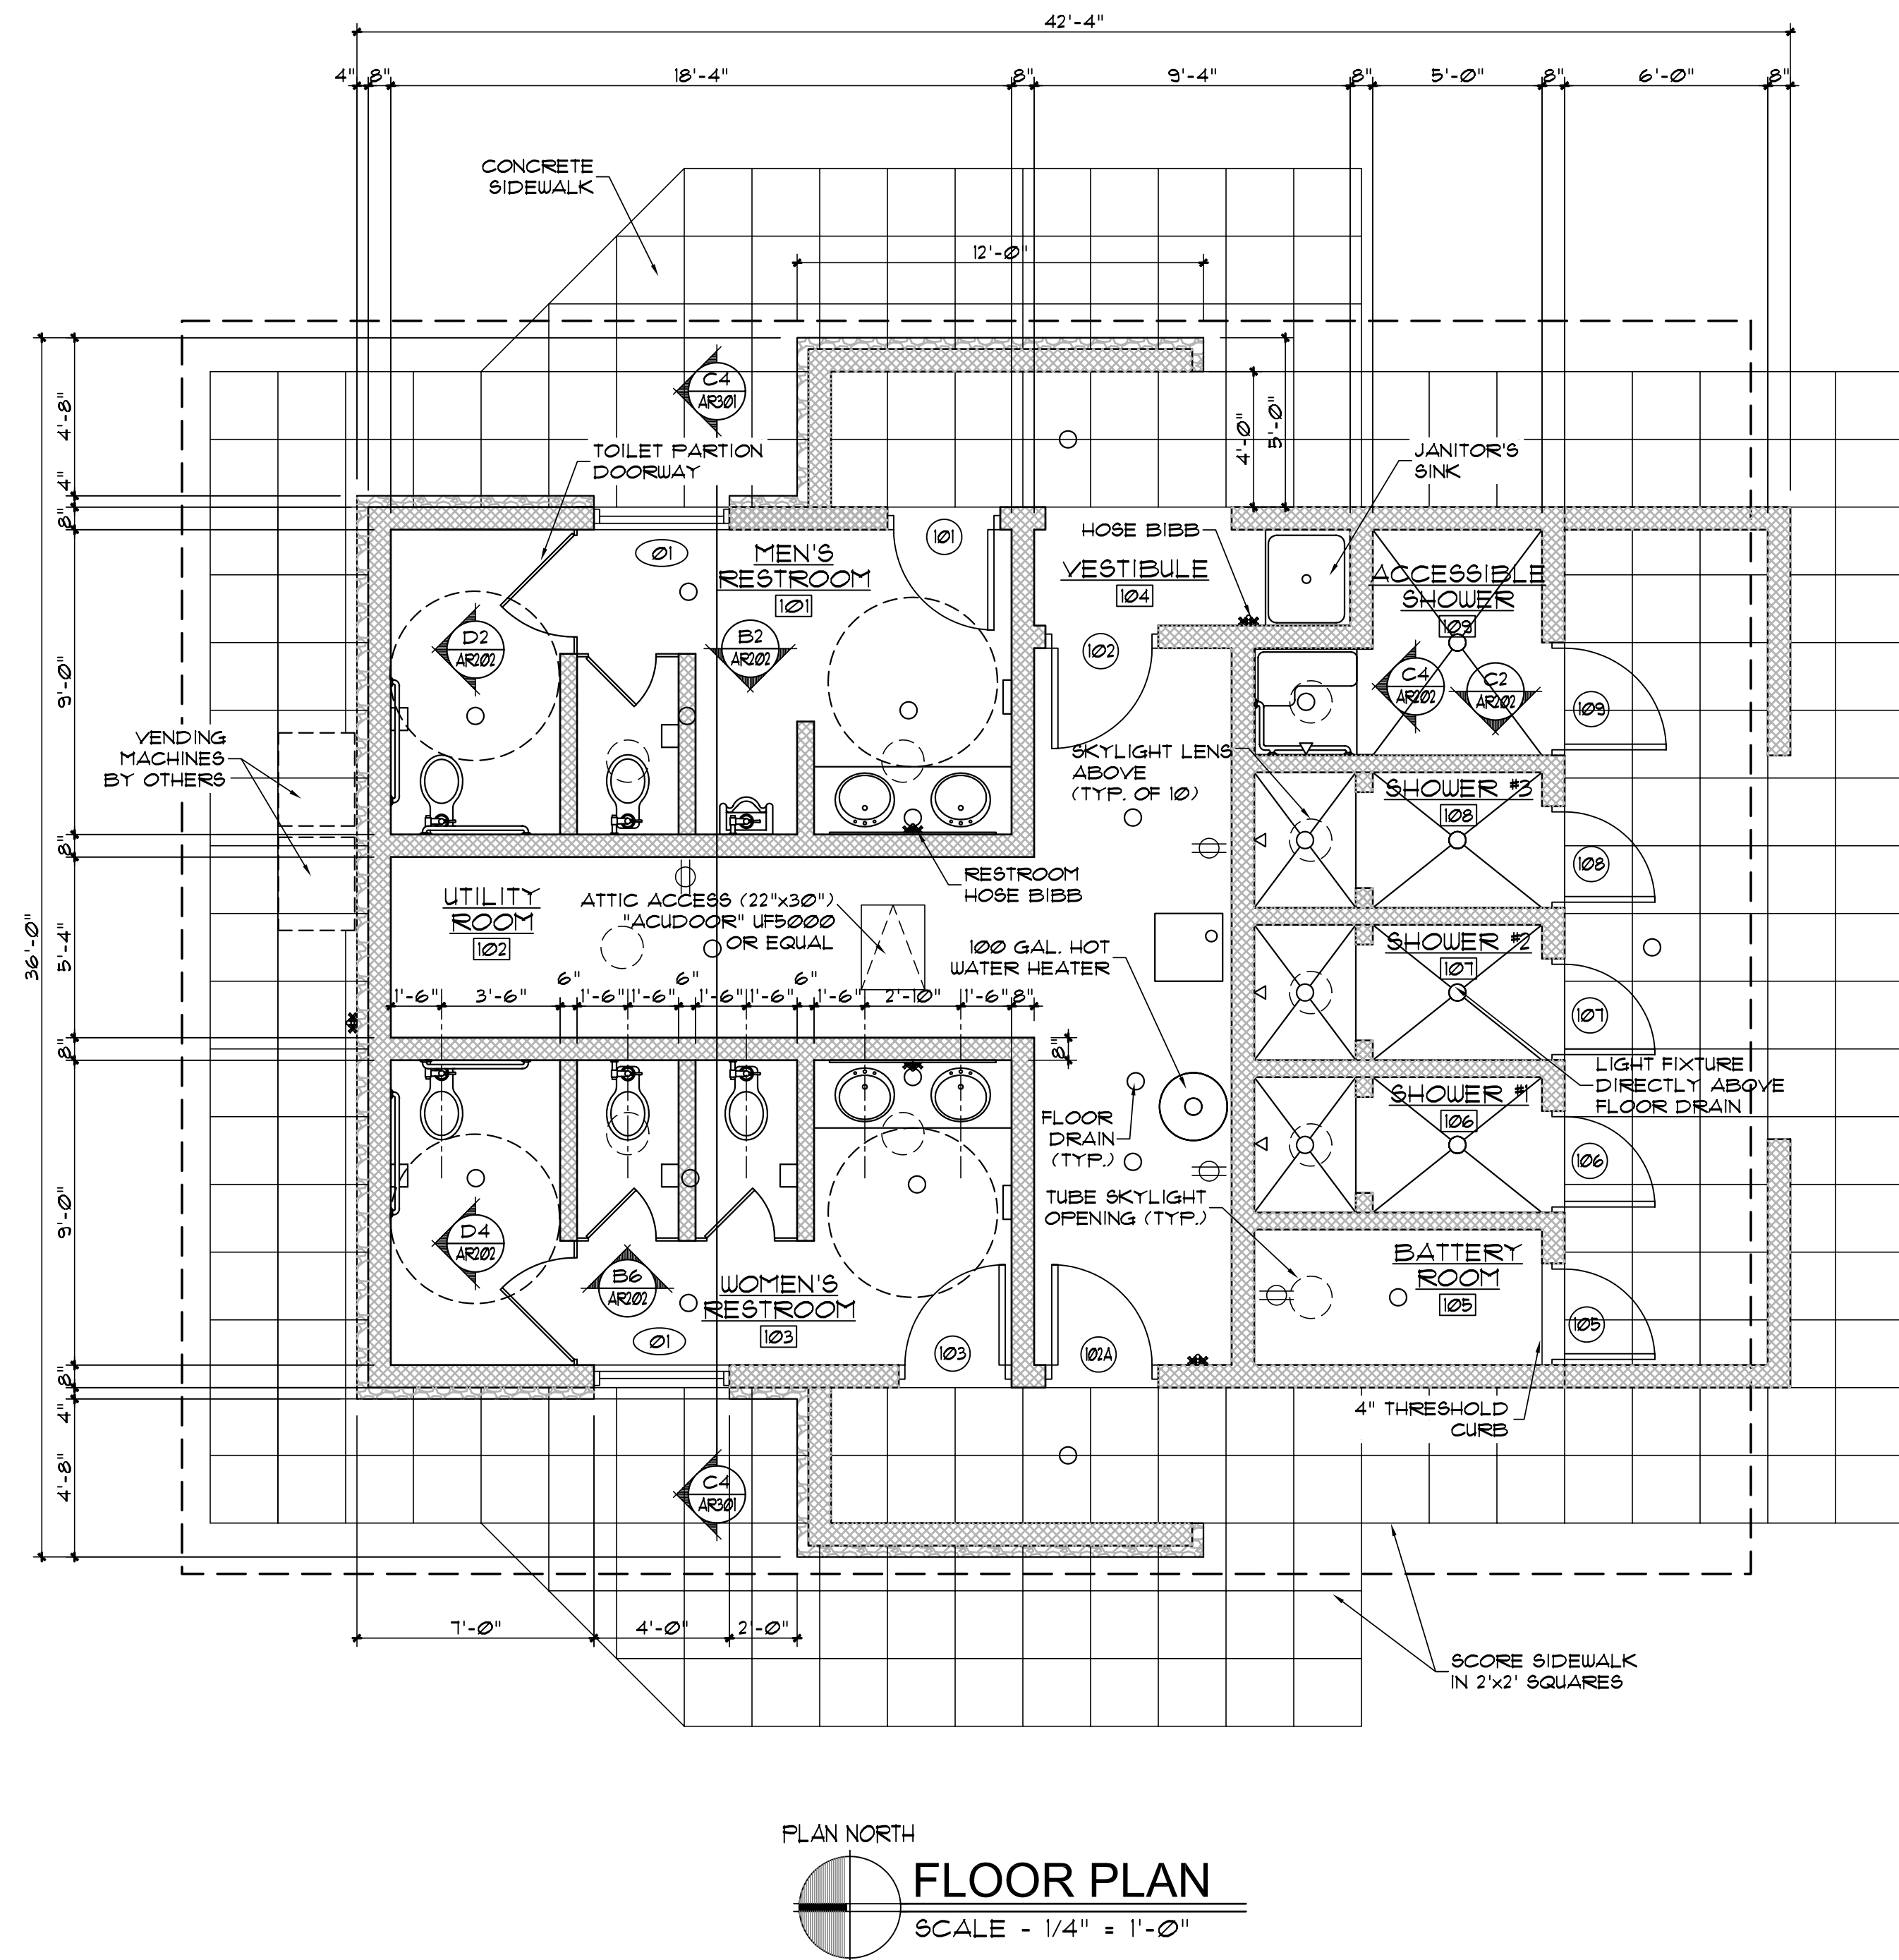 42'-4"
4"
8"
18'-4"
8"
9'-4"
8"
5'-0"
8"
6'-0"
8"
CONCRETE
SIDEWALK
12'-0"
C4
AR301
4'-8"
4'-0"
5'-0"
TOILET PARTION
DOORWAY
JANITOR'S
SINK
4"
8"
01
MEN'S
RESTROOM
101
101
HOSE BIBB
VESTIBULE
104
ACCESSIBLE
SHOWER
109
D2
AR202
B2
AR202
102
C4
AR202
C2
AR202
109
9'-0"
VENDING
MACHINES
BY OTHERS
SKYLIGHT LENS
ABOVE
(TYP. OF 10)
SHOWER #3
108
108
8"
RESTROOM
HOSE BIBB
UTILITY
ROOM
102
ATTIC ACCESS (22"x30")
"ACUDOOR" UF5000
OR EQUAL
36'-0"
5'-4"
100 GAL. HOT
WATER HEATER
SHOWER #2
107
107
1'-6"
3'-6"
6"
1'-6"
1'-6"
6"
1'-6"
1'-6"
6"
1'-6"
2'-10"
1'-6"
8"
8"
8"
LIGHT FIXTURE
DIRECTLY ABOVE
FLOOR DRAIN
SHOWER #1
106
106
FLOOR
DRAIN
(TYP.)
TUBE SKYLIGHT
OPENING (TYP.)
9'-0"
D4
AR202
B6
AR202
WOMEN'S
RESTROOM
103
01
103
102A
BATTERY
ROOM
105
105
8"
4"
4'-8"
4" THRESHOLD
CURB
C4
AR301
7'-0"
4'-0"
2'-0"
SCORE SIDEWALK
IN 2'x2' SQUARES
PLAN NORTH
FLOOR PLAN
SCALE - 1/4" = 1'-0"